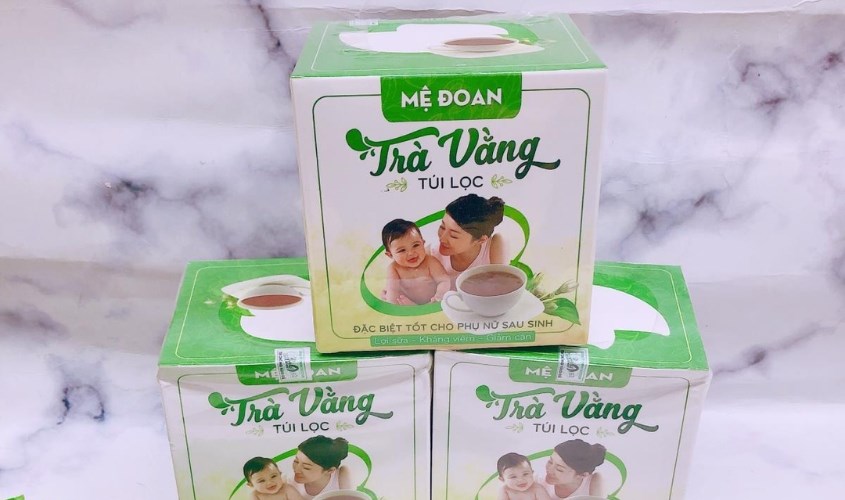 MỆ ĐOAN
Trà Vằng
TÚI LỌC
ĐẶC BIỆT TỐT CHO PHỤ NỮ SAU SINH
Lợi sữa - Kháng viêm - Giảm cân
MỆ ĐOAN
Trà Vằng
TÚI LỌC
MỆ ĐOAN
Trà Vằng
TÚI LỌC